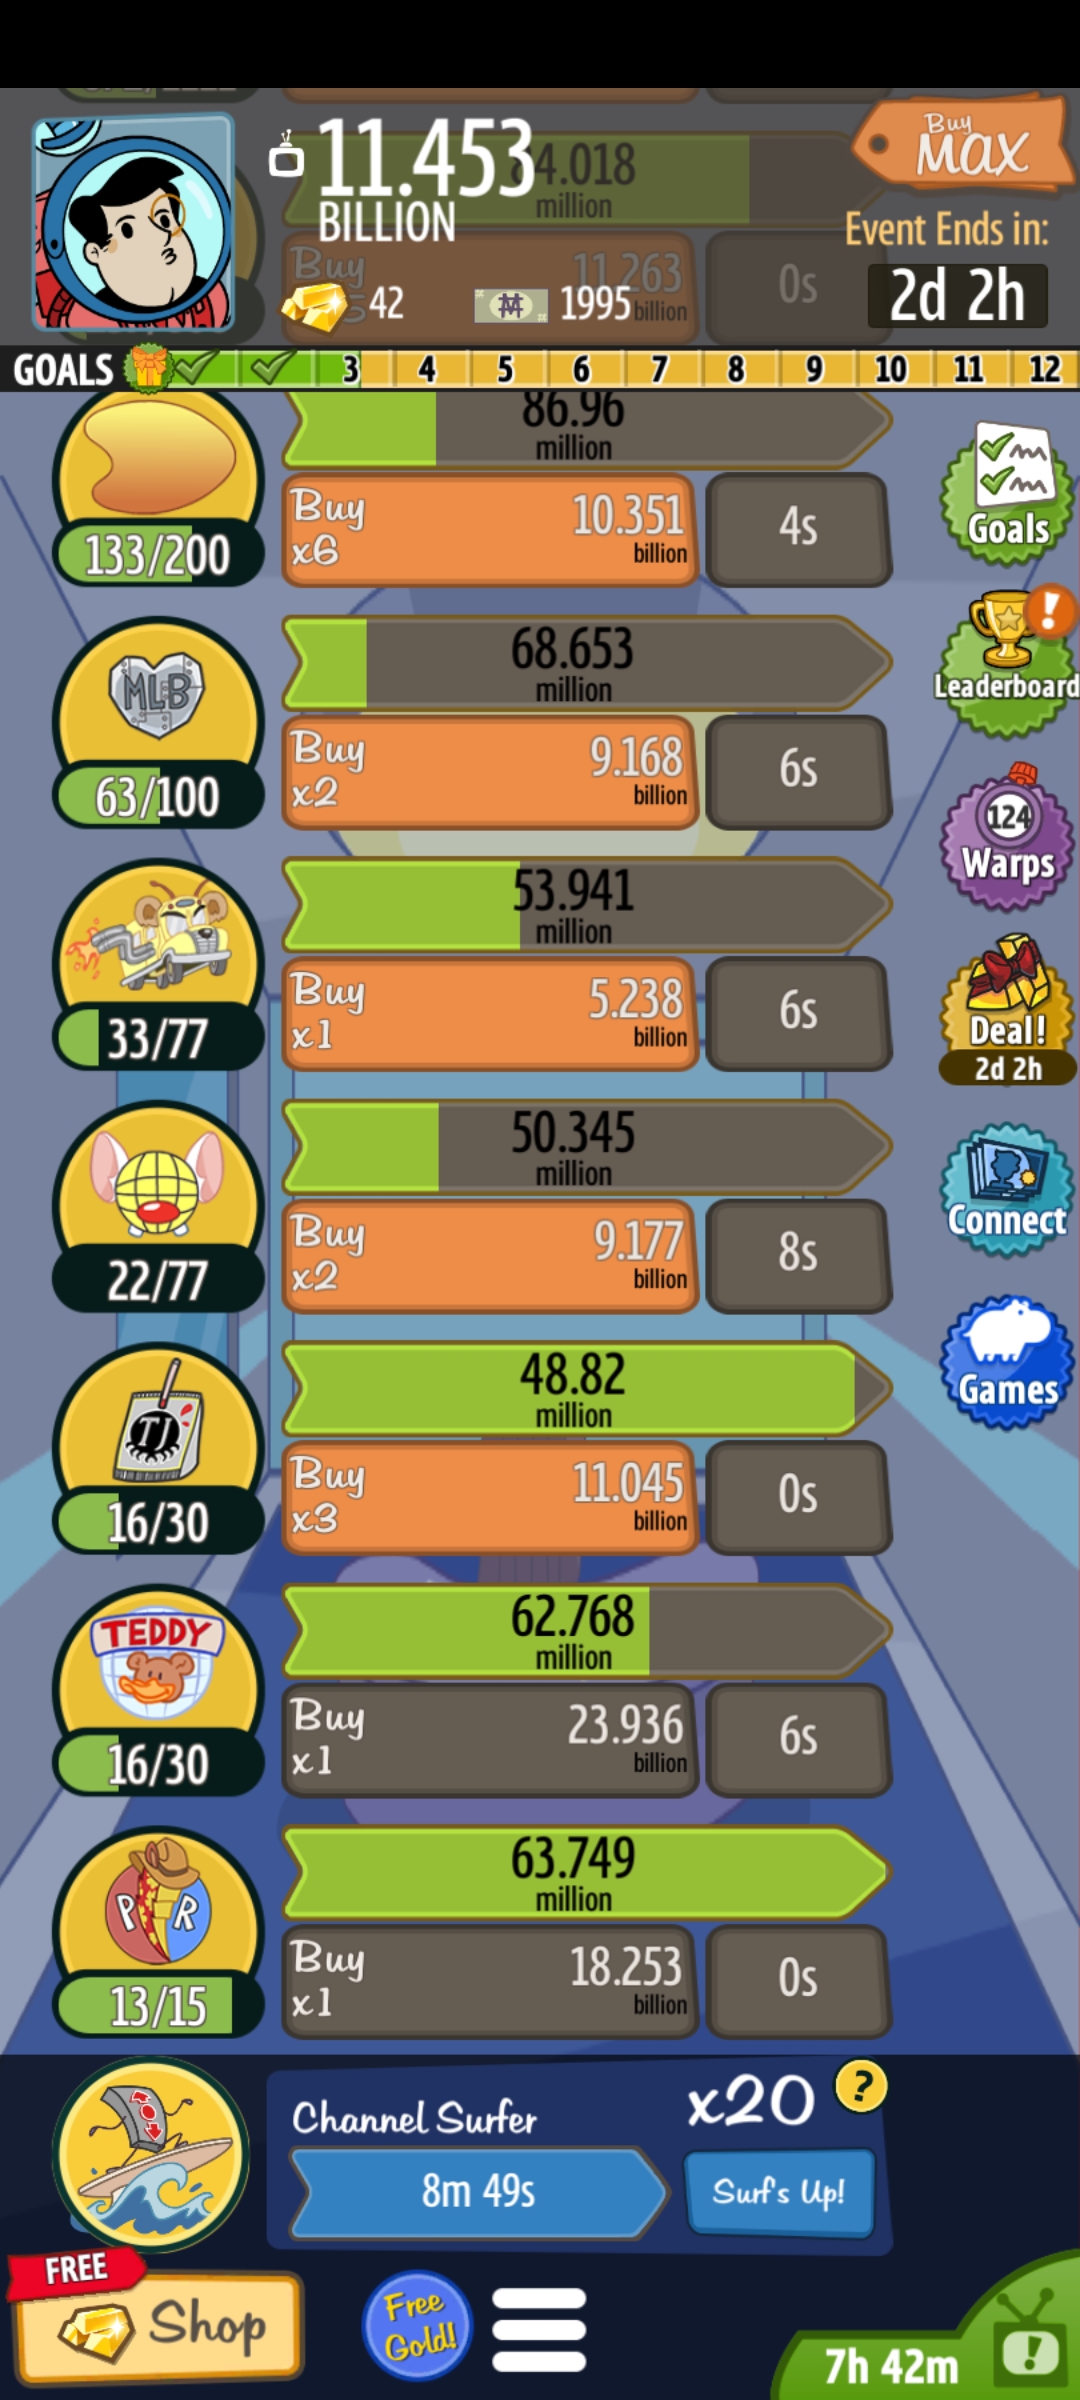 11.453
BILLION
4.018
million
Buy
MAX
Event Ends in:
2d 2h
Buy
11.263
billion
0s
42
1995
GOALS
3 4 5 6 7 8 9 10 11 12
86.96
million
133/200
Buy
x6
10.351
billion
4s
Goals
MLB
63/100
68.653
million
Buy
x2
9.168
billion
6s
!
Leaderboard
124
Warps
33/77
53.941
million
Buy
x1
5.238
billion
6s
Deal!
2d 2h
22/77
50.345
million
Buy
x2
9.177
billion
8s
Connect
TJ
16/30
48.82
million
Buy
x3
11.045
billion
0s
Games
TEDDY
16/30
62.768
million
Buy
x1
23.936
billion
6s
P R
13/15
63.749
million
Buy
x1
18.253
billion
0s
Channel Surfer
x20
?
8m 49s
Surf's Up!
FREE
Shop
Free
Gold!
7h 42m
!